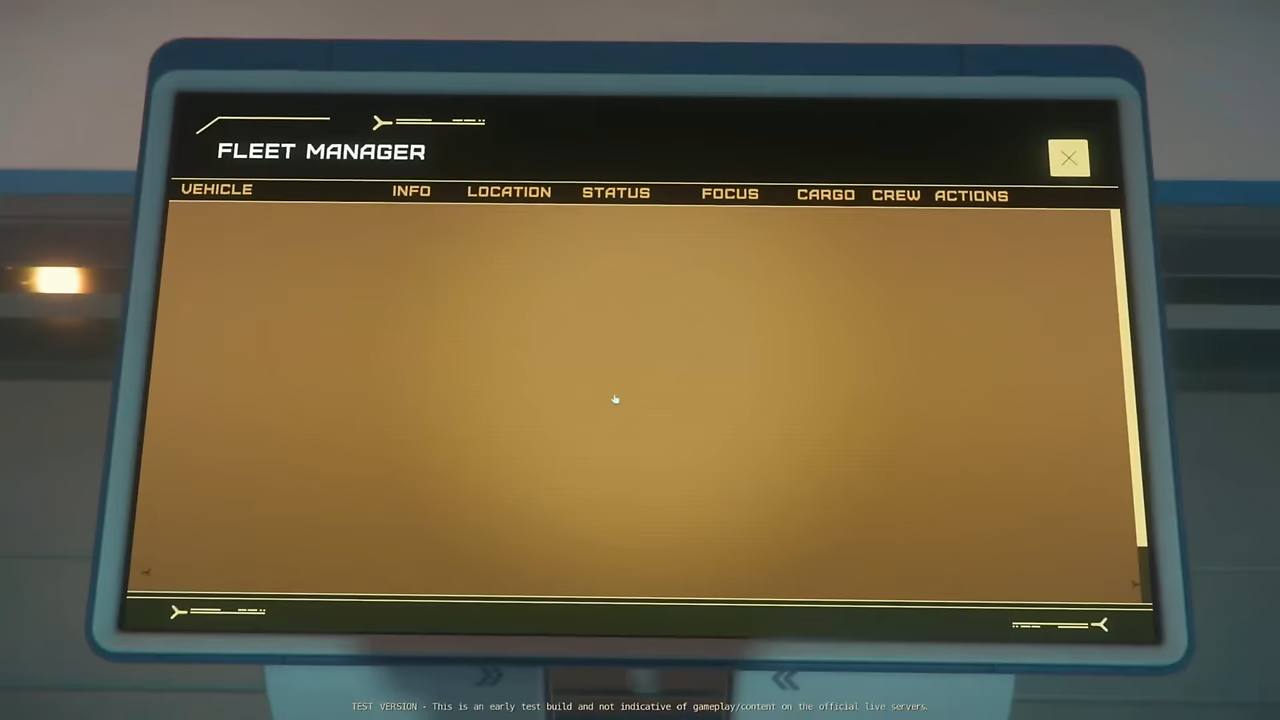 FLEET MANAGER
VEHICLE INFO LOCATION STATUS FOCUS CARGO CREW ACTIONS
TEST VERSION - This is an early test build and not indicative of gameplay/content on the official live servers.